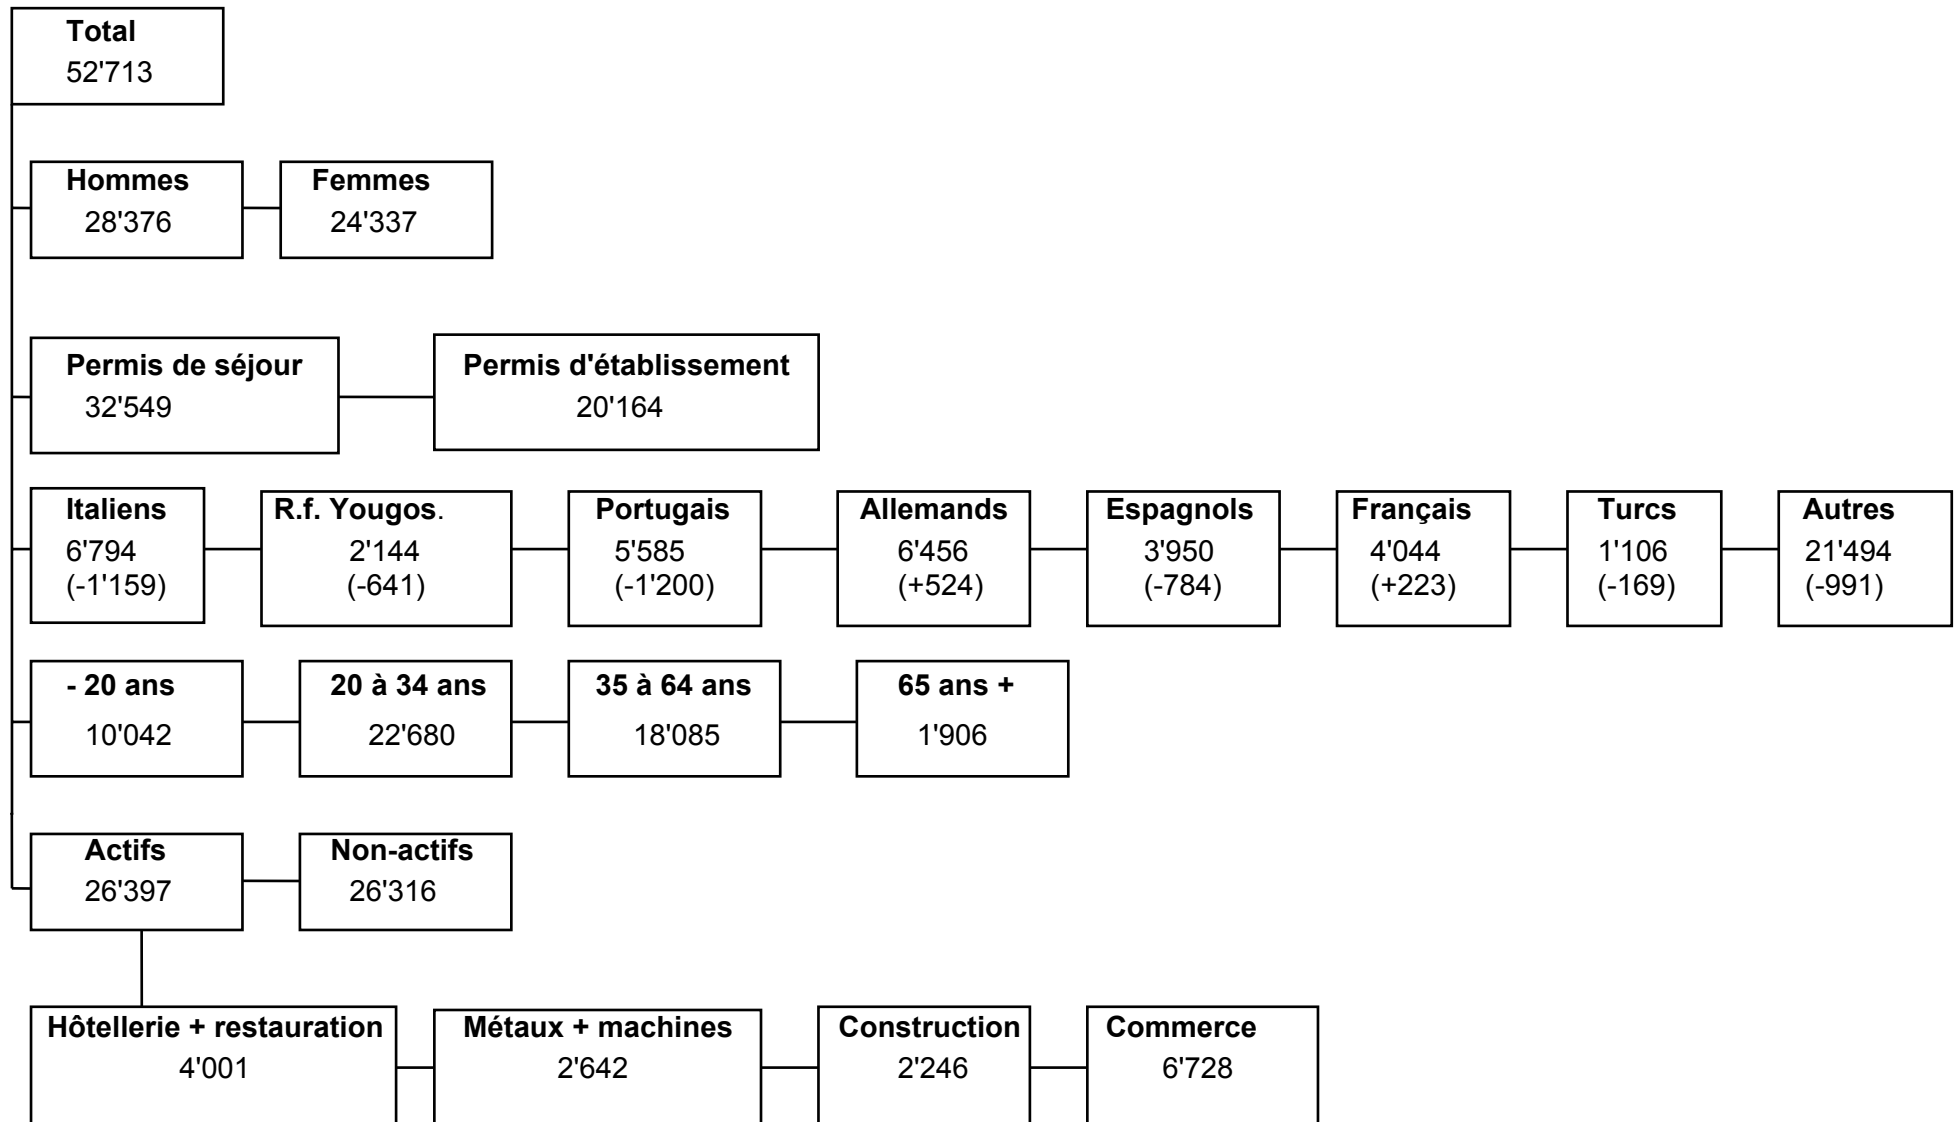 Total
52'713
Hommes
28'376
Femmes
24'337
Permis de séjour
32'549
Permis d'établissement
20'164
Italiens
6'794
(-1'159)
R.f. Yougos.
2'144
(-641)
Portugais
5'585
(-1'200)
Allemands
6'456
(+524)
Espagnols
3'950
(-784)
Français
4'044
(+223)
Turcs
1'106
(-169)
Autres
21'494
(-991)
- 20 ans
10'042
20 à 34 ans
22'680
35 à 64 ans
18'085
65 ans +
1'906
Actifs
26'397
Non-actifs
26'316
Hôtellerie + restauration
4'001
Métaux + machines
2'642
Construction
2'246
Commerce
6'728